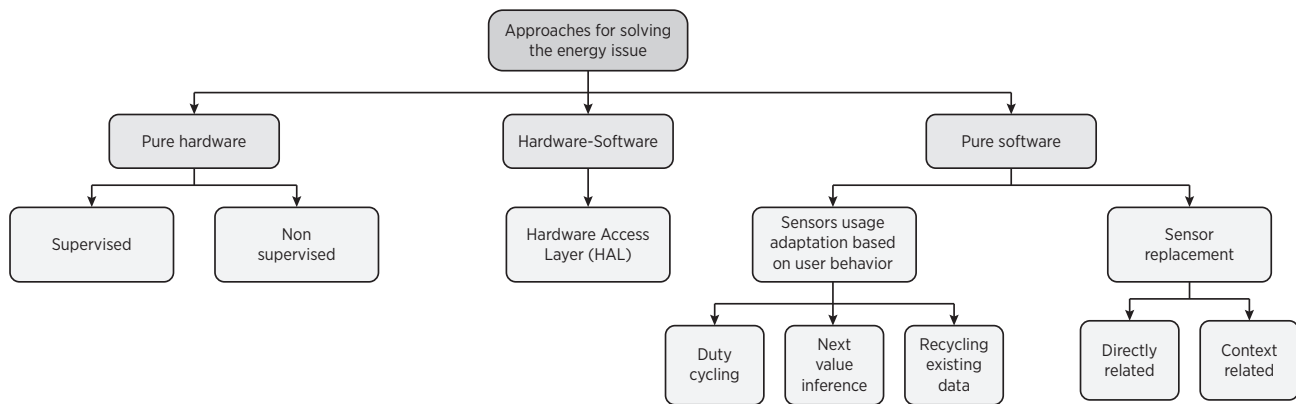 Approaches for solving
the energy issue
Pure hardware
Hardware-Software
Pure software
Supervised
Non
supervised
Hardware Access
Layer (HAL)
Sensors usage
adaptation based
on user behavior
Sensor
replacement
Duty
cycling
Next
value
inference
Recycling
existing
data
Directly
related
Context
related